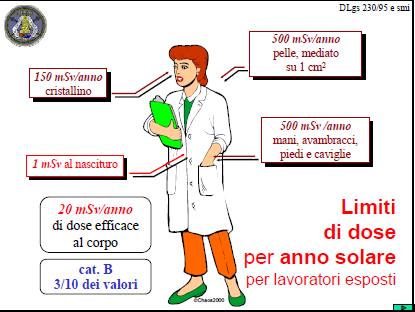 DLgs 230/95 e smi
500 mSv/anno
pelle, mediato
su 1 cm²
150 mSv/anno
cristallino
500 mSv /anno
mani, avambracci,
piedi e caviglie
1 mSv al nascituro
20 mSv/anno
di dose efficace
al corpo
cat. B
3/10 dei valori
Limiti
di dose
per anno solare
per lavoratori esposti
©Chaos2000